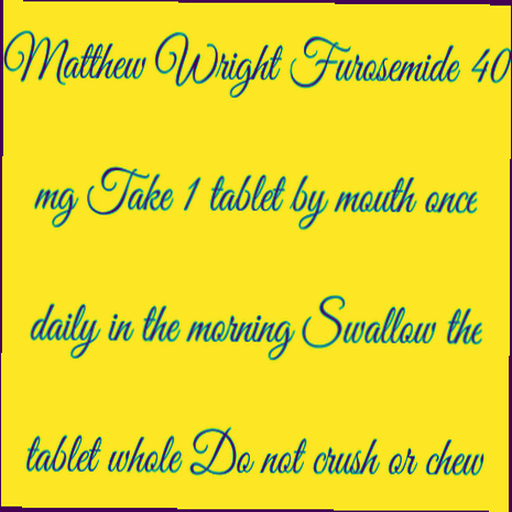 Matthew Wright Furosemide 40
mg Take 1 tablet by mouth once
daily in the morning Swallow the
tablet whole Do not crush or chew